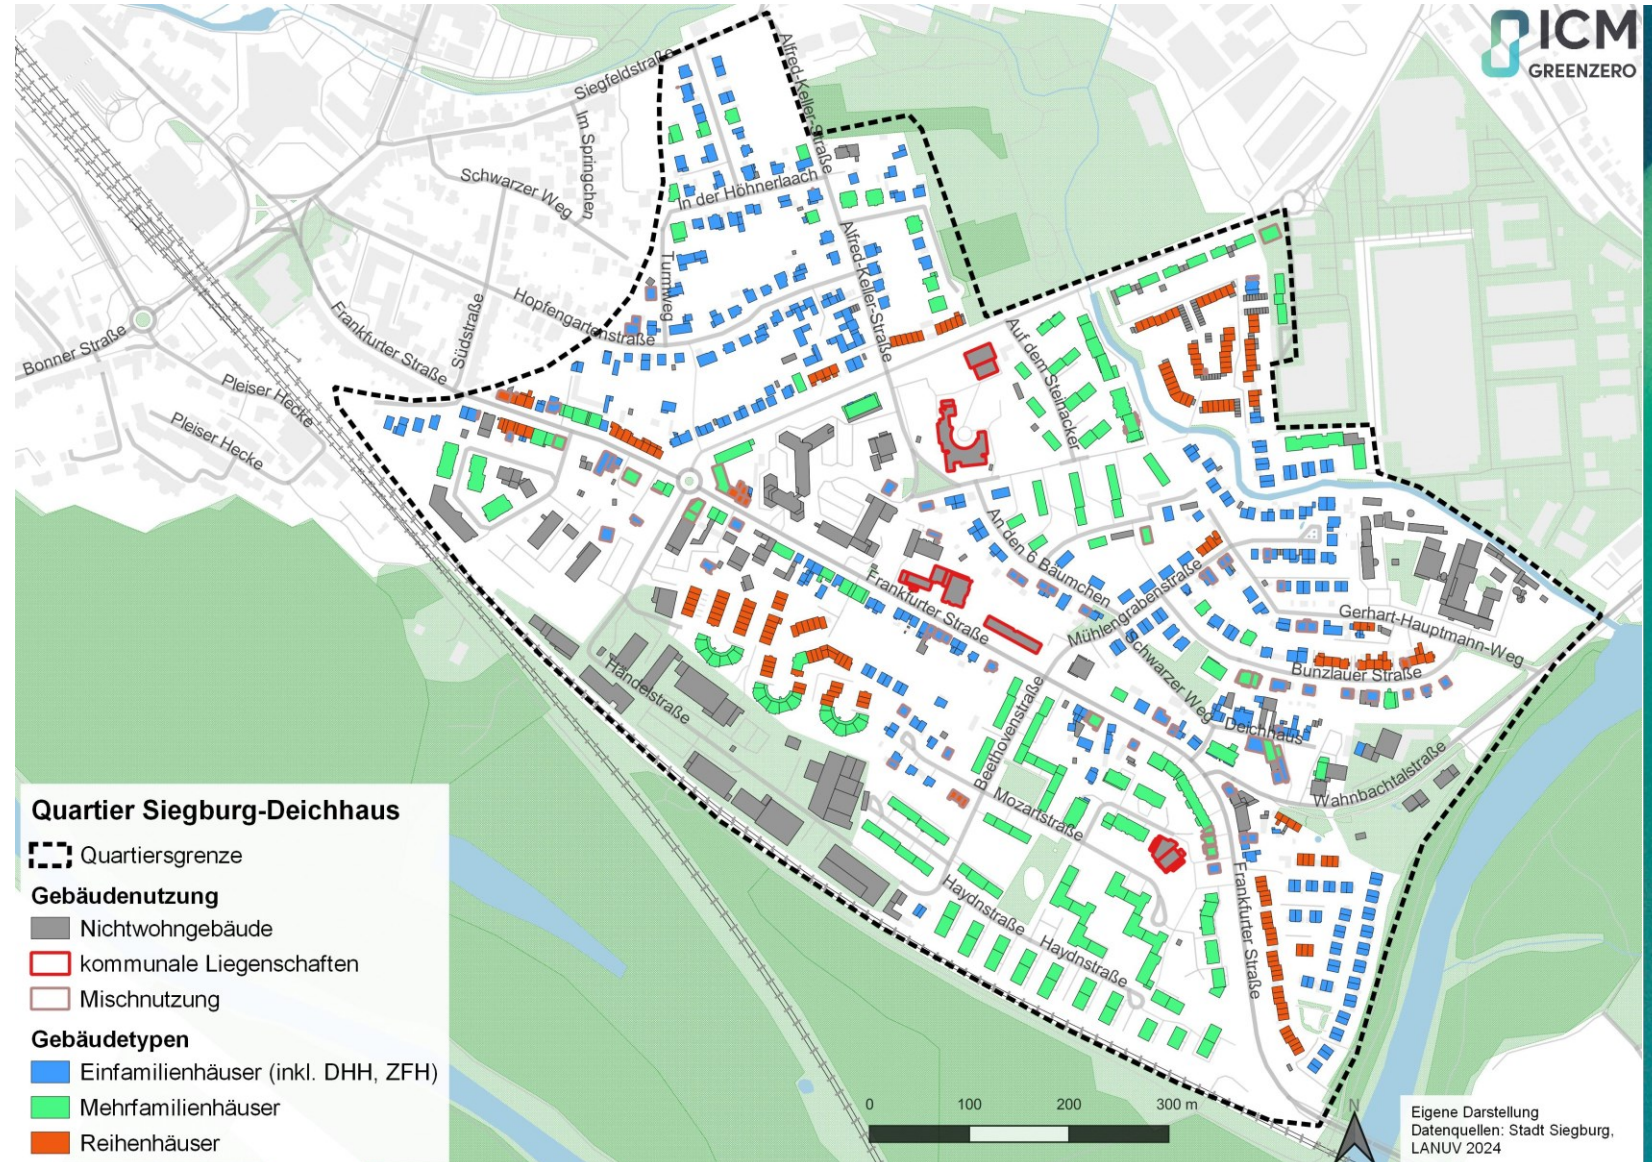 ICM
GREENZERO
Siegfeldstraße
Alfred-Keller-Straße
Im Springchen
Schwarzer Weg
In der Höhnerlaach
Turmweg
Alfred-Keller-Straße
Hopfengartenstraße
Südstraße
Frankfurter Straße
Bonner Straße
Pleiser Hecke
Pleiser Hecke
Auf dem Steinacker
An den 6 Bäumchen
Mühlengrabenstraße
Frankfurter Straße
Schwarzer Weg
Gerhart-Hauptmann-Weg
Bunzlauer Straße
Deichhaus
Wahnbachtalstraße
Händelstraße
Beethovenstraße
Mozartstraße
Haydnstraße
Haydnstraße
Frankfurter Straße
Quartier Siegburg-Deichhaus
Quartiersgrenze
Gebäudenutzung
Nichtwohngebäude
kommunale Liegenschaften
Mischnutzung
Gebäudetypen
Einfamilienhäuser (inkl. DHH, ZFH)
Mehrfamilienhäuser
Reihenhäuser
0 100 200 300 m
N
Eigene Darstellung
Datenquellen: Stadt Siegburg,
LANUV 2024